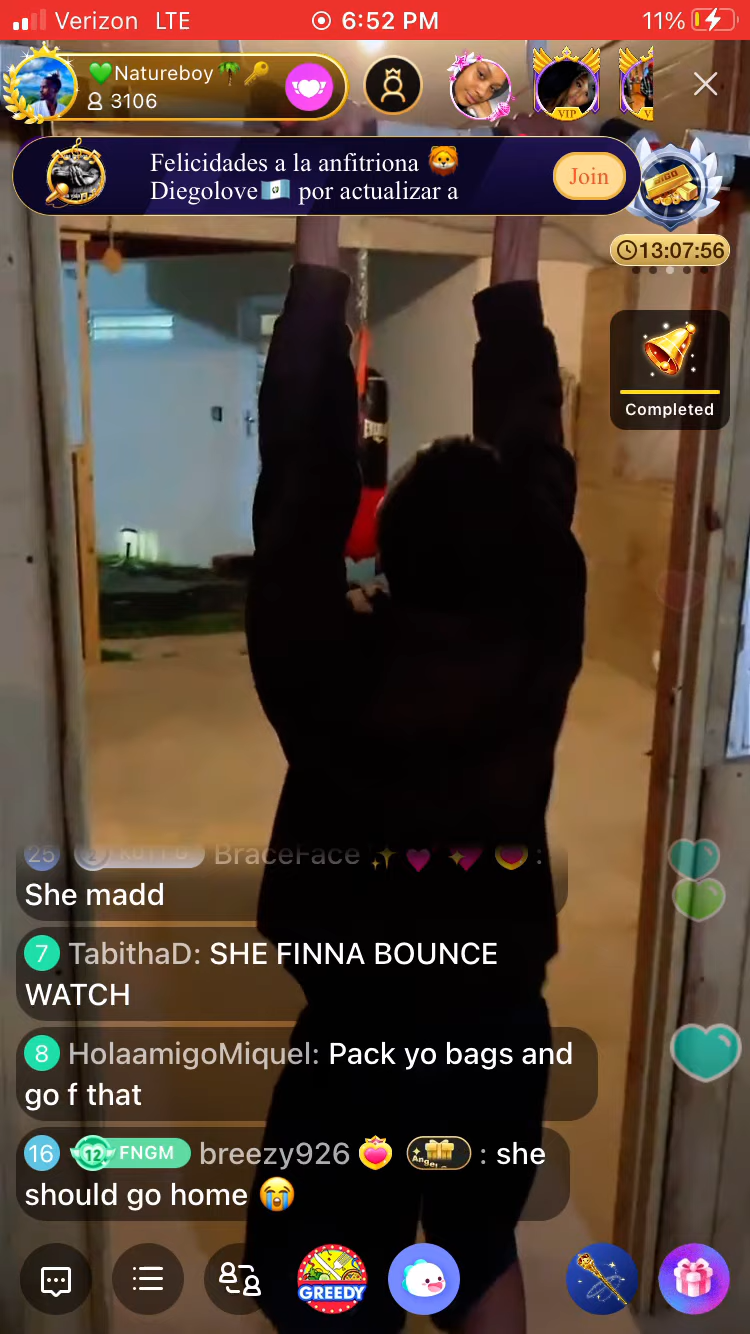 Verizon LTE 6:52 PM 11%
💚Natureboy🌴🔑
3106
VIP
Felicidades a la anfitriona 🦁
Diegolove🇬🇹 por actualizar a
Join
13:07:56
Completed
25 BraceFace ✨💓💖 :
She madd
7 TabithaD: SHE FINNA BOUNCE
WATCH
8 HolaamigoMiquel: Pack yo bags and
go f that
16 12 FNGM breezy926 : she
should go home 😭
GREEDY